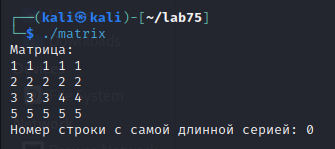 ┌──(kali㉿kali)-[~/lab75]
└─$ ./matrix
Матрица:
1 1 1 1 1
2 2 2 2 2
3 3 3 4 4
5 5 5 5 5
Номер строки с самой длинной серией: 0